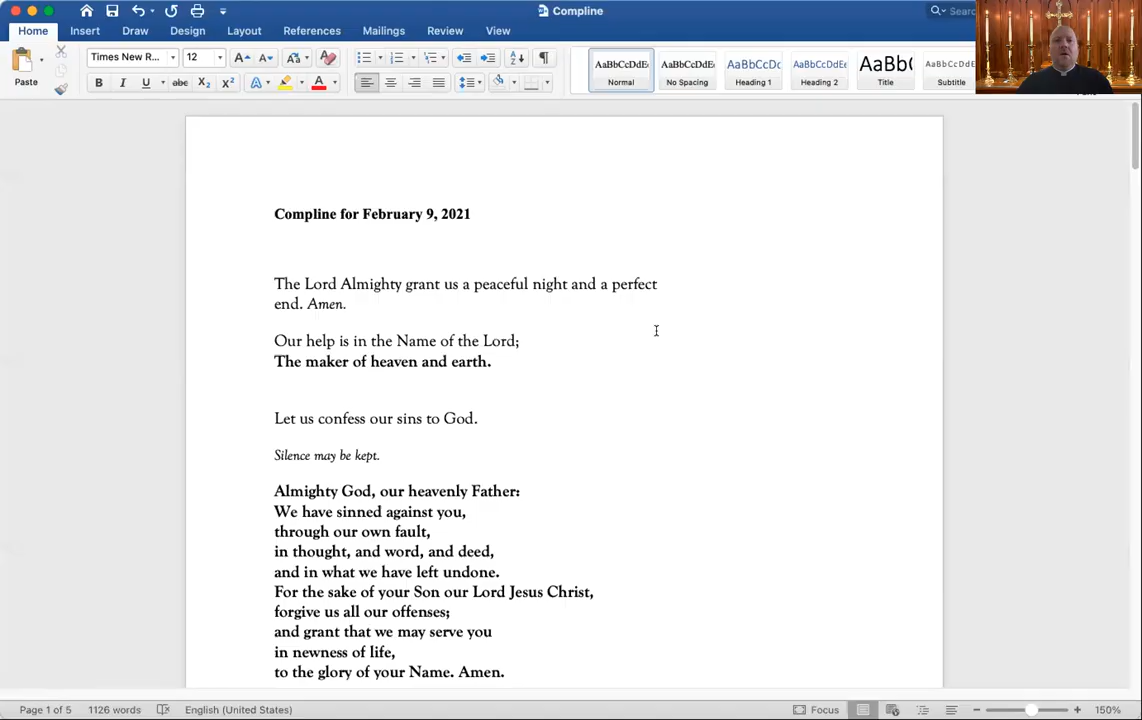 Compline
Searc
Home Insert Draw Design Layout References Mailings Review View
Paste
Times New R... 12
AaBbCcDdE AaBbCcDdE AaBbCcDc AaBbCcDdE AaBb( AaBbCcDdE
Normal No Spacing Heading 1 Heading 2 Title Subtitle
Compline for February 9, 2021
The Lord Almighty grant us a peaceful night and a perfect
end. Amen.
Our help is in the Name of the Lord;
The maker of heaven and earth.
Let us confess our sins to God.
Silence may be kept.
Almighty God, our heavenly Father:
We have sinned against you,
through our own fault,
in thought, and word, and deed,
and in what we have left undone.
For the sake of your Son our Lord Jesus Christ,
forgive us all our offenses;
and grant that we may serve you
in newness of life,
to the glory of your Name. Amen.
Page 1 of 5 1126 words English (United States) Focus 150%